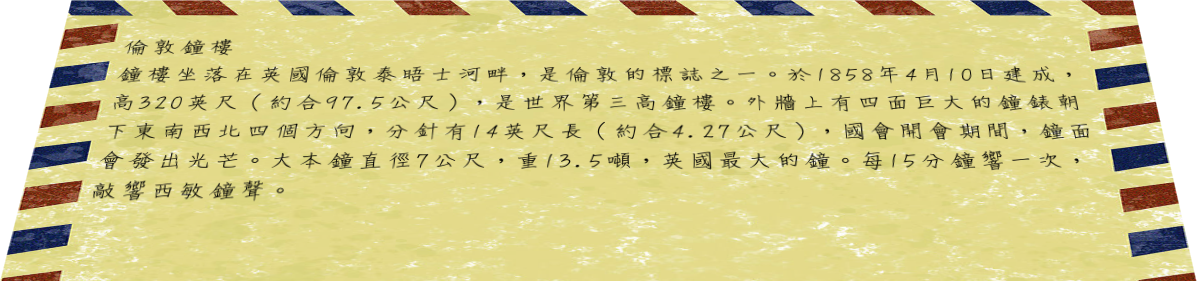 倫敦鐘樓
鐘樓坐落在英國倫敦泰晤士河畔，是倫敦的標誌之一。於1858年4月10日建成，
高320英尺（約合97.5公尺），是世界第三高鐘樓。外牆上有四面巨大的鐘錶朝
下東南西北四個方向，分針有14英尺長（約合4.27公尺），國會開會期間，鐘面
會發出光芒。大本鐘直徑7公尺，重13.5噸，英國最大的鐘。每15分鐘響一次，
敲響西敏鐘聲。